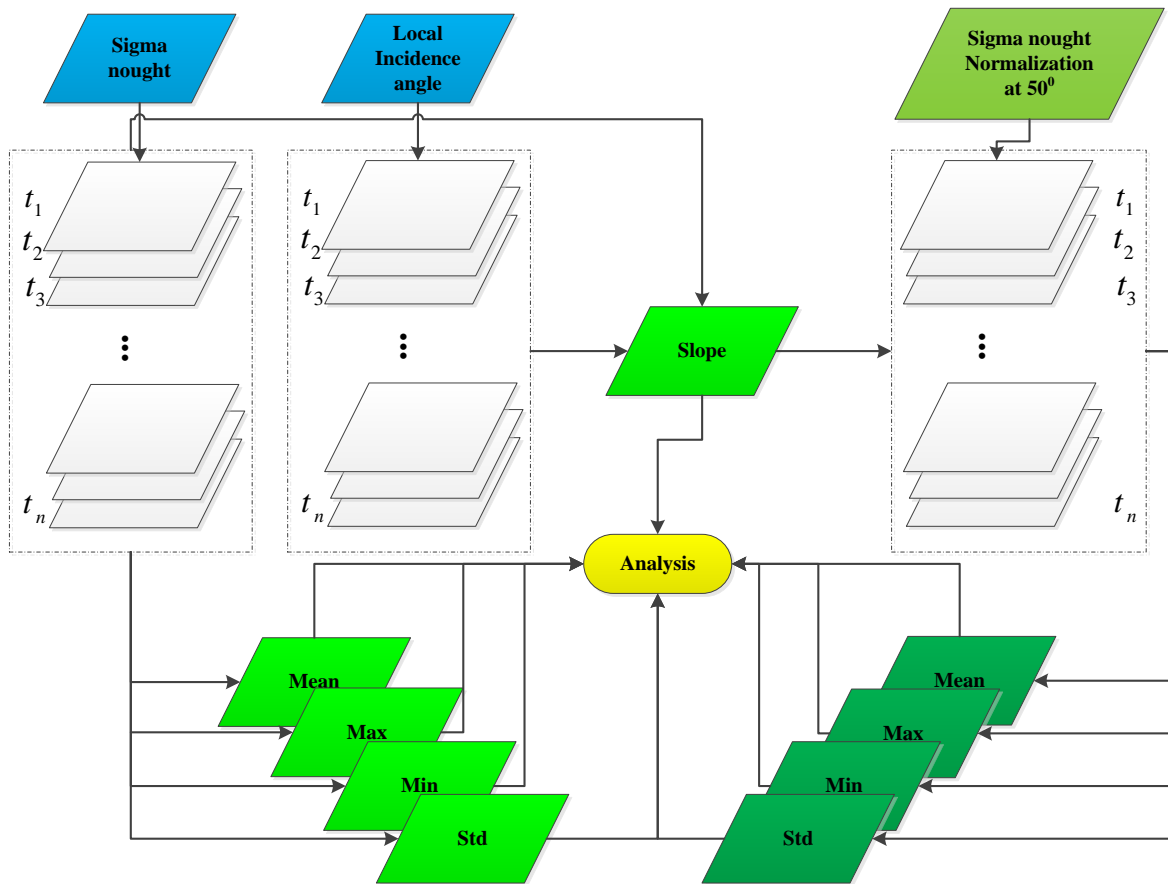 Sigma
nought
Local
Incidence
angle
Sigma nought
Normalization
at 50⁰
t₁
t₂
t₃
tₙ
t₁
t₂
t₃
tₙ
Slope
t₁
t₂
t₃
tₙ
Analysis
Mean
Max
Min
Std
Mean
Max
Min
Std